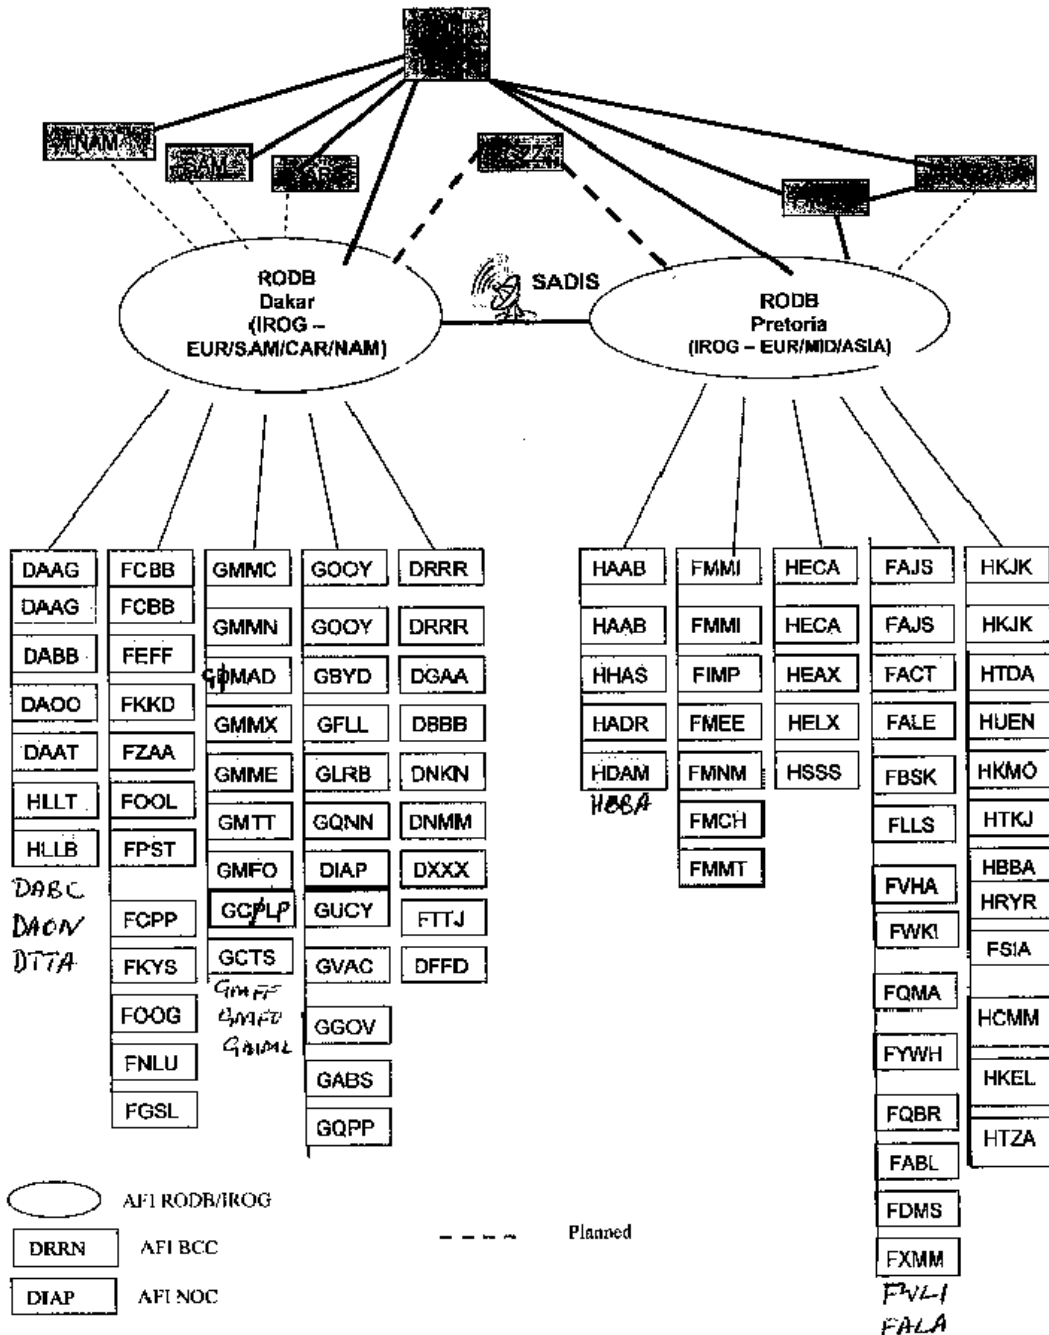 NAM
SAM
RODB
Dakar
(IROG –
EUR/SAM/CAR/NAM)
SADIS
RODB
Pretoria
(IROG – EUR/MID/ASIA)
DAAG
DAAG
DABB
DAOO
DAAT
HLLT
HLLB
DABC
DAON
DTTA
FCBB
FCBB
FEFF
FKKD
FZAA
FOOL
FPST
FCPP
FKYS
FOOG
FNLU
FGSL
GMMC
GMMN
GMAD
GMMX
GMME
GMTT
GMFO
GCLP
GCTS
GMFF
GMML
GOOY
GOOY
GBYD
GFLL
GLRB
GQNN
DIAP
GUCY
GVAC
GGOV
GABS
GQPP
DRRR
DRRR
DGAA
DBBB
DNKN
DNMM
DXXX
FTTJ
DFFD
HAAB
HAAB
HHAS
HADR
HDAM
HBBA
FMMI
FMMI
FIMP
FMEE
FMNM
FMCH
FMMT
HECA
HECA
HEAX
HELX
HSSS
FAJS
FAJS
FACT
FALE
FBSK
FLLS
FVHA
FWKI
FQMA
FYWH
FQBR
FABL
FDMS
FXMM
FVLI
FALA
HKJK
HKJK
HTDA
HUEN
HKMO
HTKJ
HBBA
HRYR
FSIA
HCMM
HKEL
HTZA
AFI RODB/IROG
DRRN AFI BCC
DIAP AFI NOC
Planned